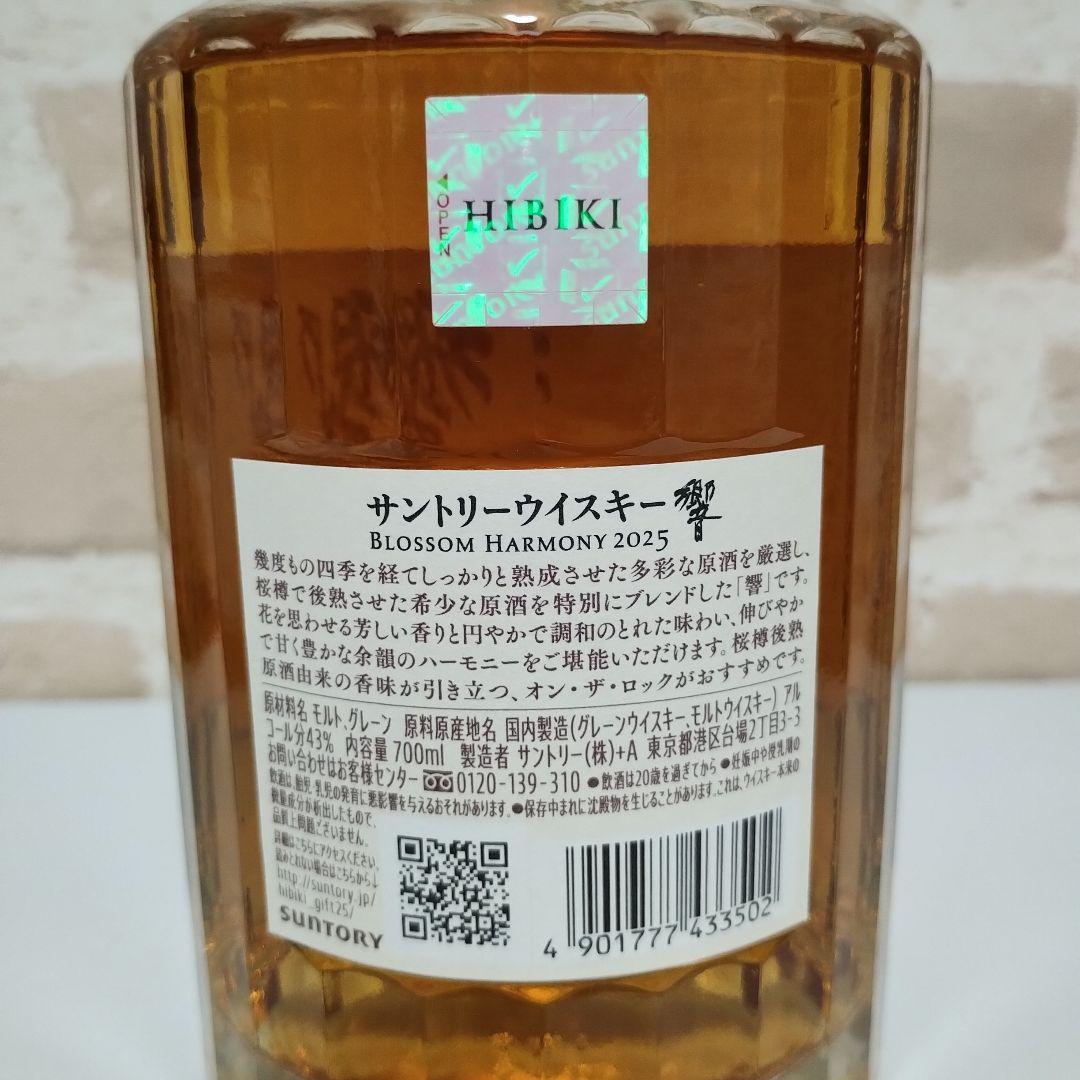 OPEN
HIBIKI
サントリーウイスキー 響
BLOSSOM HARMONY 2025
幾度もの四季を経てしっかりと熟成させた多彩な原酒を厳選し、
桜樽で後熟させた希少な原酒を特別にブレンドした「響」です。
花を思わせる芳しい香りと円やかで調和のとれた味わい、伸びやか
で甘く豊かな余韻のハーモニーをご堪能いただけます。桜樽後熟
原酒由来の香味が引き立つ、オン・ザ・ロックがおすすめです。
原材料名 モルト、グレーン 原料原産地名 国内製造(グレーンウイスキー、モルトウイスキー) アル
コール分43% 内容量 700ml 製造者 サントリー(株)+A 東京都港区台場2丁目3-3
お問い合わせはお客様センター 0120-139-310 ●飲酒は20歳を過ぎてから ●妊娠中や授乳期の
飲酒は、胎児・乳児の発育に悪影響を与えるおそれがあります。●保存中まれに沈殿物を生じることがあります。これは、ウイスキー本来の
微量成分が析出したもので、
品質上問題ございません。
詳細はこちらにアクセスください。
読みとれない場合はこちらから↓
http://suntory.jp/
hibiki_gift25/
SUNTORY
4 901777 433502